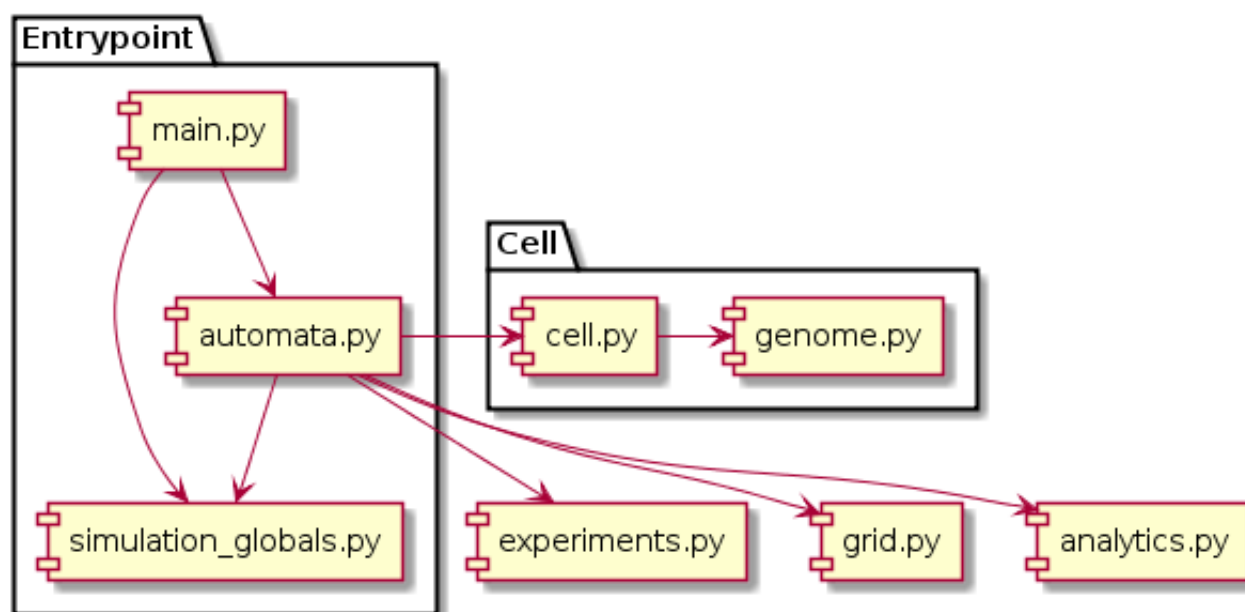 Entrypoint
main.py
Cell
automata.py
cell.py
genome.py
simulation_globals.py
experiments.py
grid.py
analytics.py